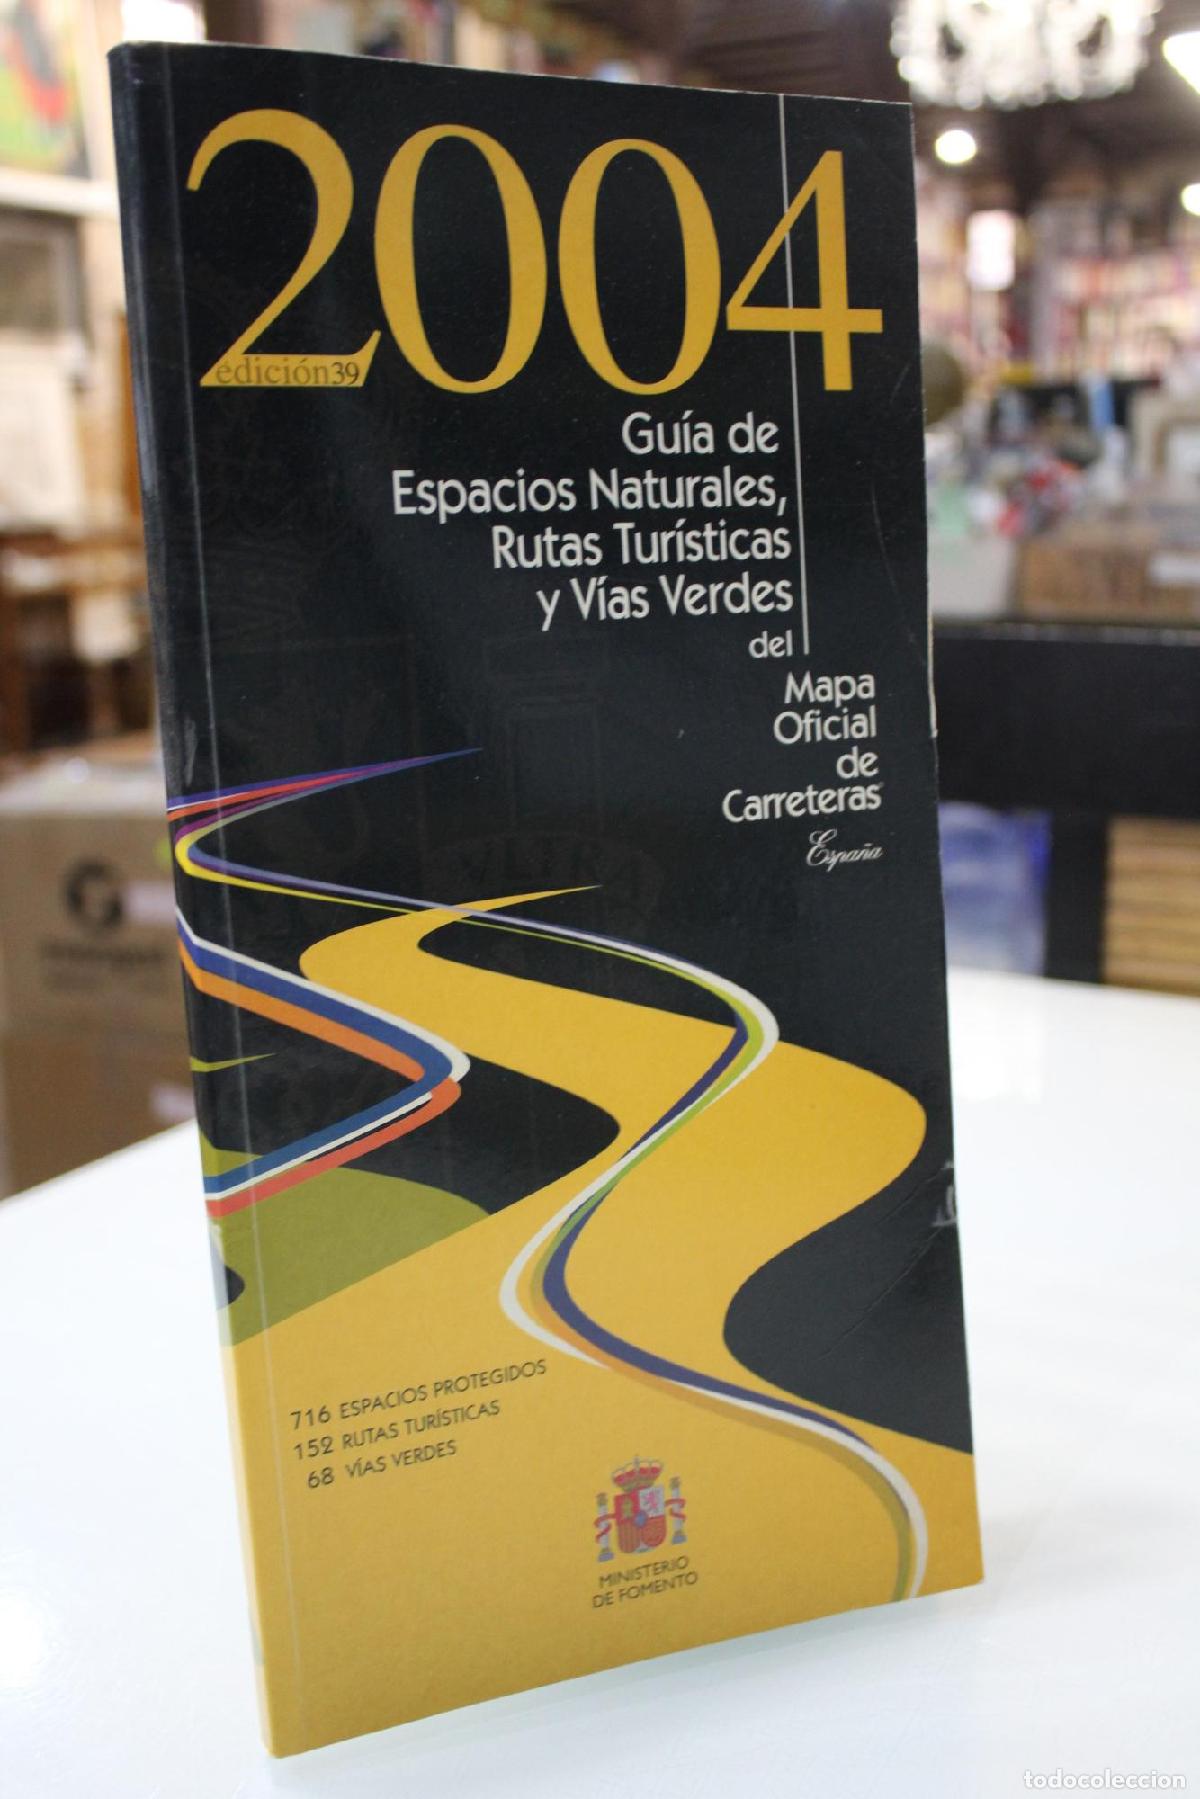 2004
edición39
Guía de
Espacios Naturales,
Rutas Turísticas
y Vías Verdes
del
Mapa
Oficial
de
Carreteras
España
716 ESPACIOS PROTEGIDOS
152 RUTAS TURÍSTICAS
68 VÍAS VERDES
MINISTERIO
DE FOMENTO
todocoleccion